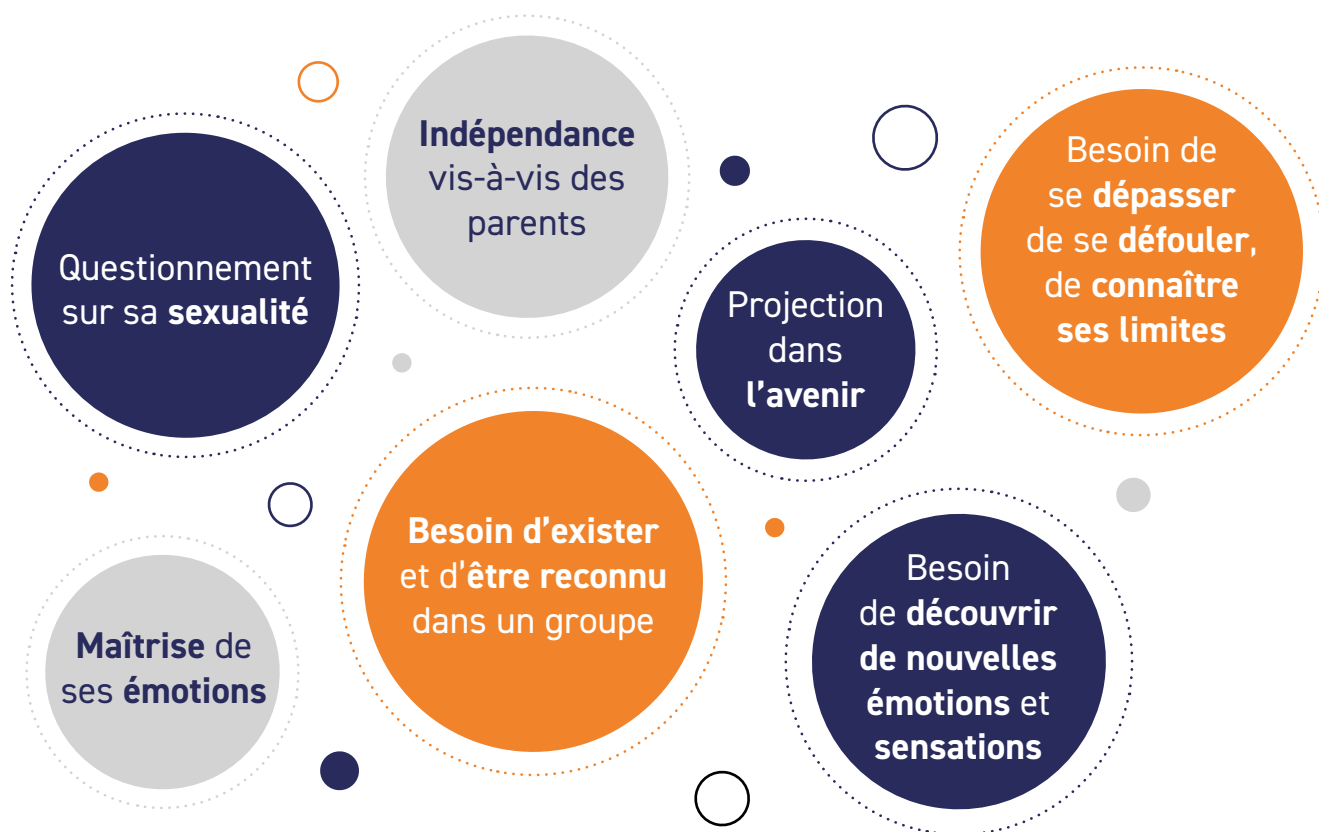 Questionnement
sur sa sexualité
Indépendance
vis-à-vis des
parents
Projection
dans
l’avenir
Besoin de
se dépasser
de se défouler,
de connaître
ses limites
Maîtrise de
ses émotions
Besoin d’exister
et d’être reconnu
dans un groupe
Besoin
de découvrir
de nouvelles
émotions et
sensations